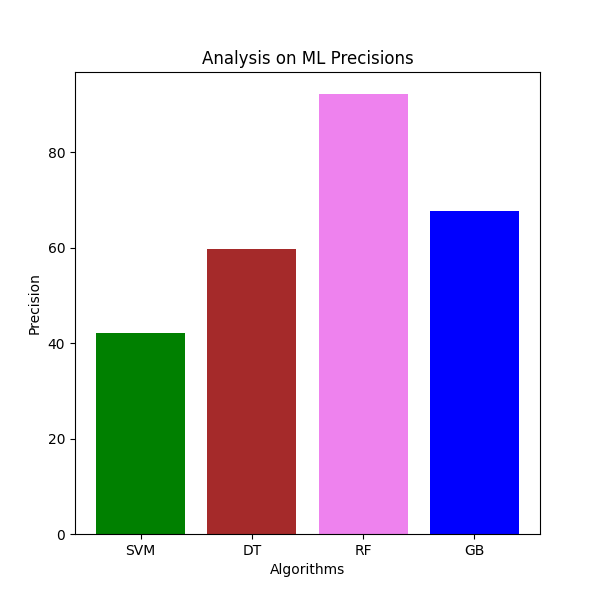 Analysis on ML Precisions
Precision
80
60
40
20
0
SVM DT RF GB
Algorithms